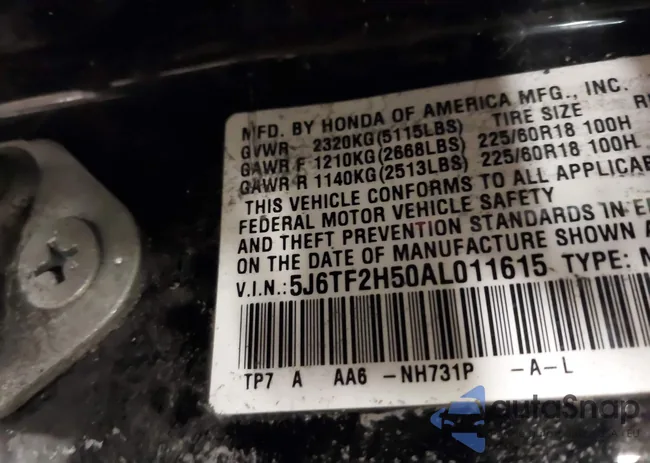 MFD. BY HONDA OF AMERICA MFG., INC.
GVWR 2320KG(5115LBS) TIRE SIZE
GAWR F 1210KG(2668LBS) 225/60R18 100H
GAWR R 1140KG(2513LBS) 225/60R18 100H
THIS VEHICLE CONFORMS TO ALL APPLICAB
FEDERAL MOTOR VEHICLE SAFETY
AND THEFT PREVENTION STANDARDS IN E
ON THE DATE OF MANUFACTURE SHOWN A
V.I.N.:5J6TF2H50AL011615 TYPE: M
TP7 A AA6 -NH731P -A-L
autoSnap